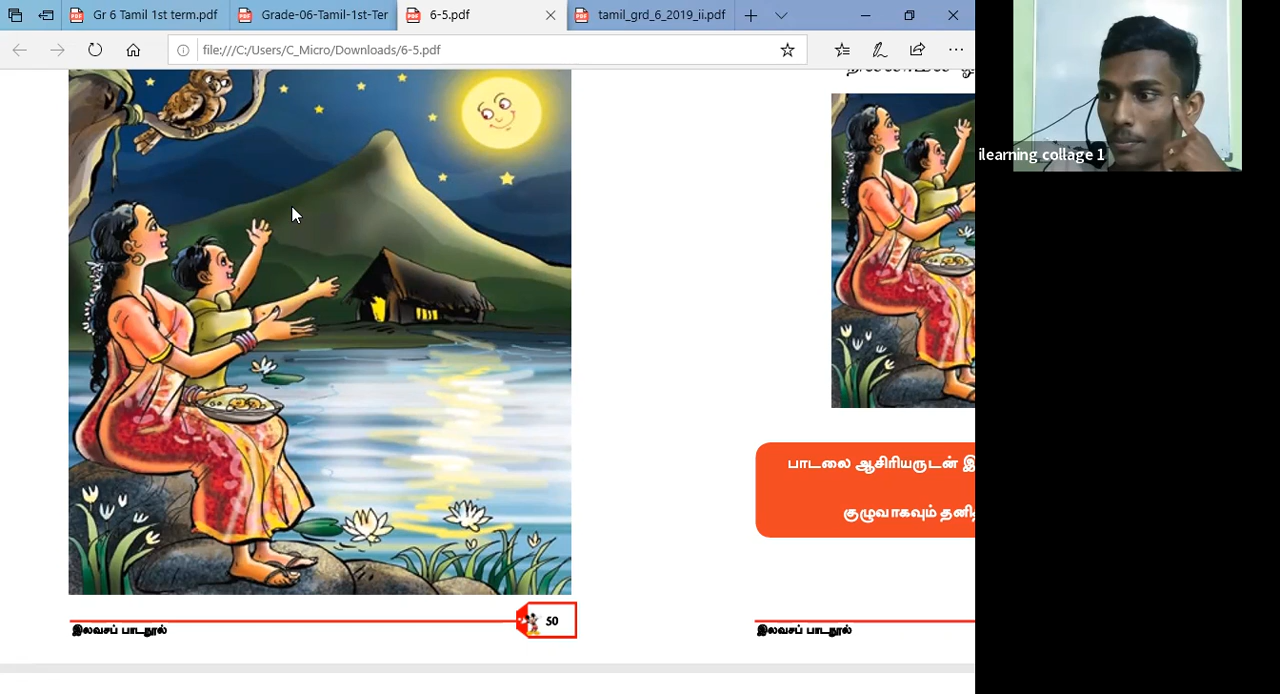 Gr 6 Tamil 1st term.pdf
Grade-06-Tamil-1st-Ter
6-5.pdf
tamil_grd_6_2019_ii.pdf
file:///C:/Users/C_Micro/Downloads/6-5.pdf
ilearning collage 1
பாடலை ஆசிரியருடன்
குழுவாகவும்
50
இலவசப் பாடநூல்
இலவசப் பாடநூல்